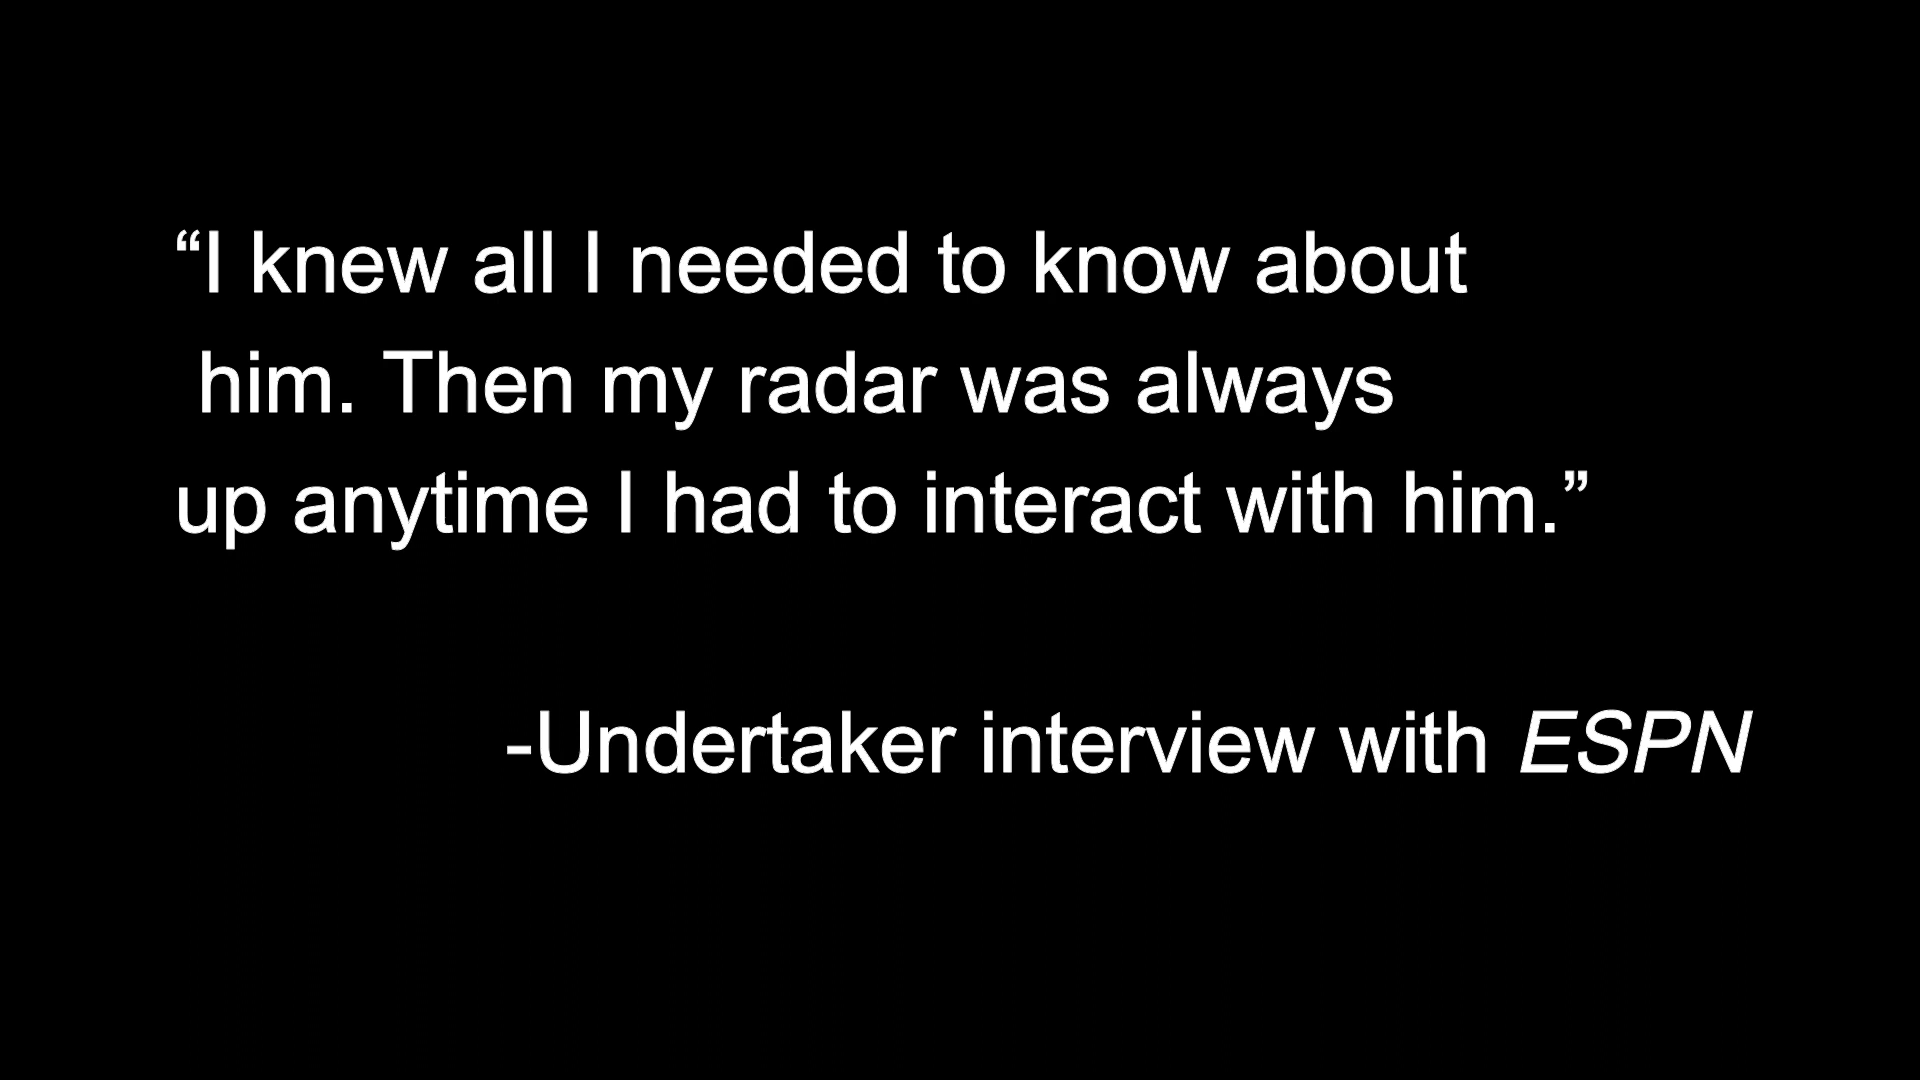 “I knew all I needed to know about
him. Then my radar was always
up anytime I had to interact with him.”
-Undertaker interview with ESPN